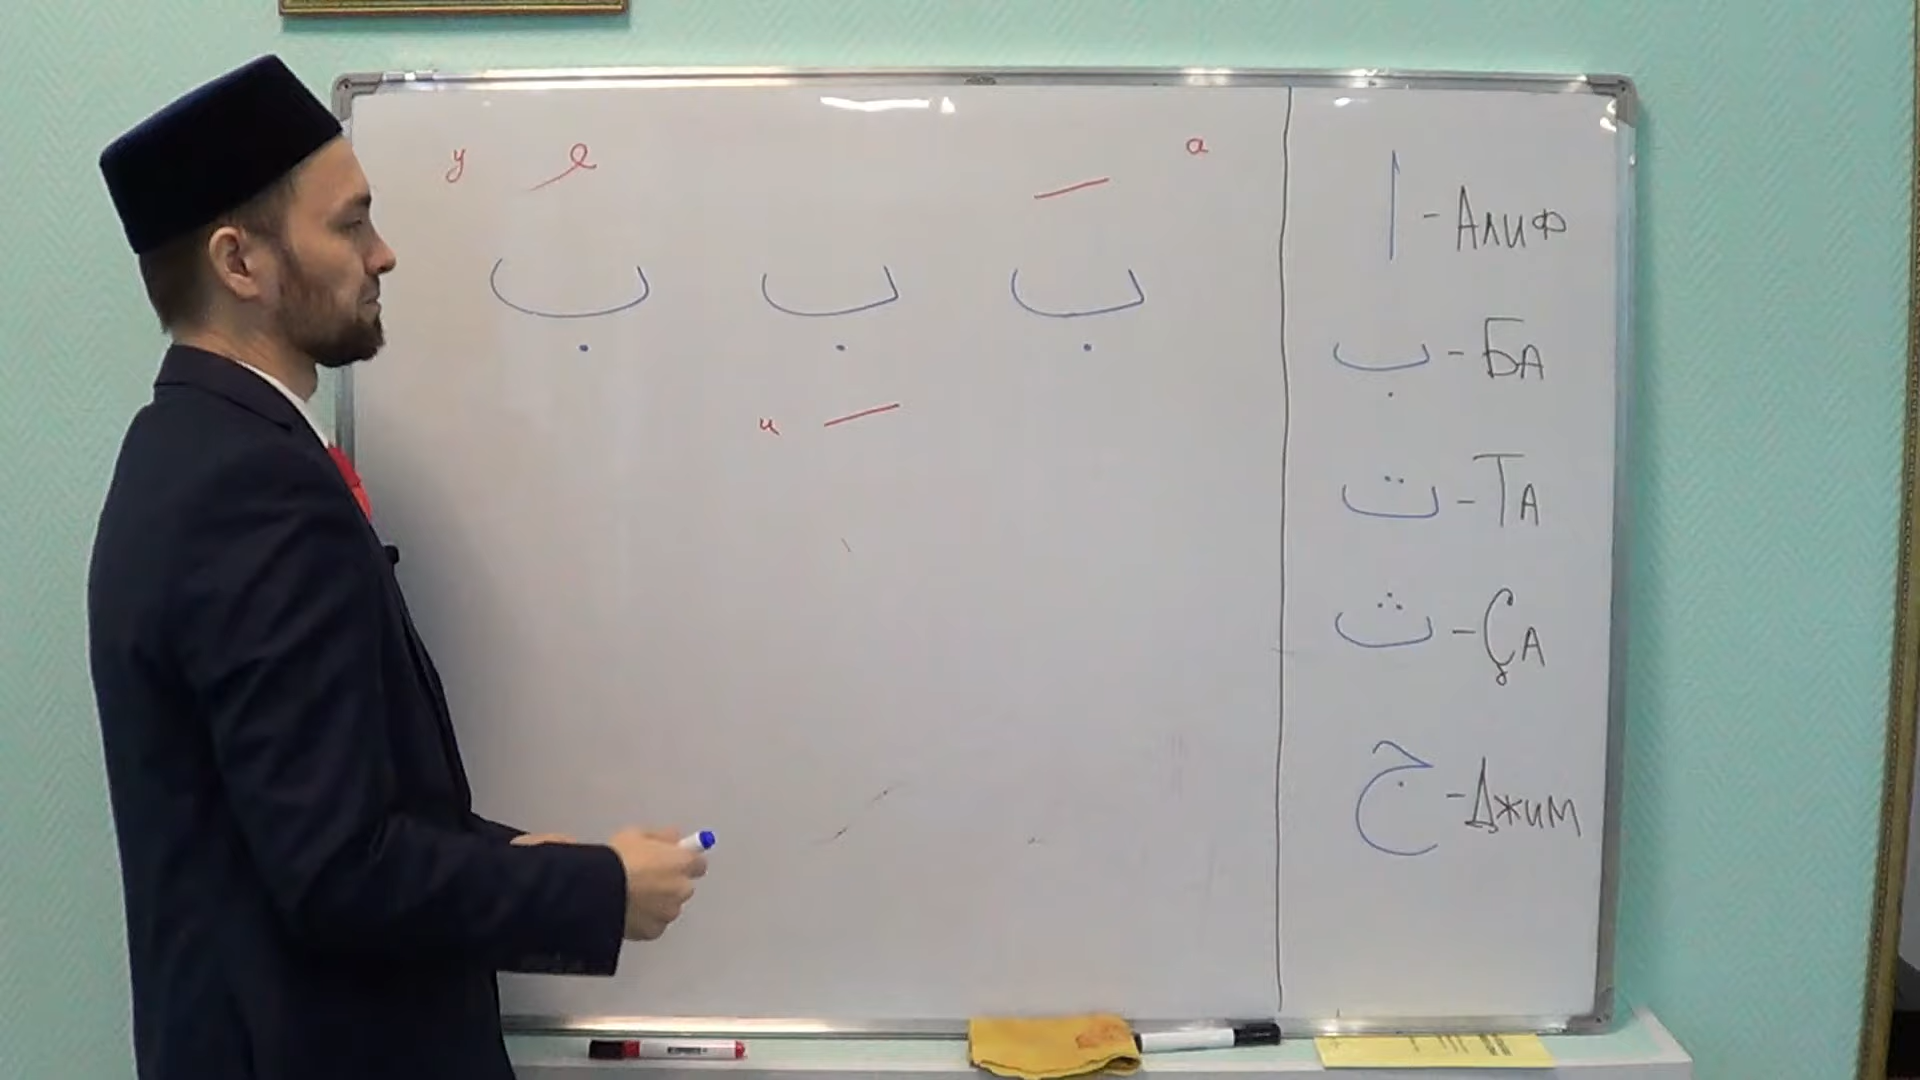 у ُ َ а
ب ب ب
и ِ
ا - Алиф
ب - БА
ت - ТА
ث - ҪА
ج - Джим